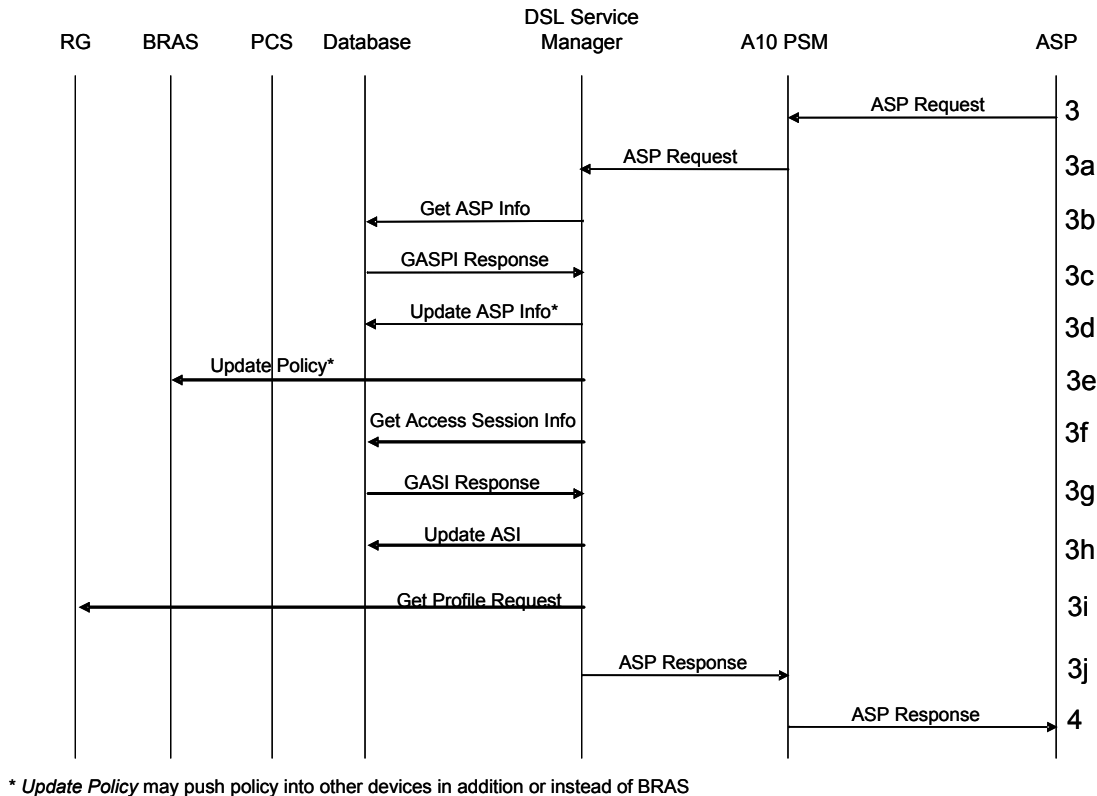 DSL Service
RG BRAS PCS Database Manager A10 PSM ASP
ASP Request 3
ASP Request 3a
Get ASP Info 3b
GASPI Response 3c
Update ASP Info* 3d
Update Policy* 3e
Get Access Session Info 3f
GASI Response 3g
Update ASI 3h
Get Profile Request 3i
ASP Response 3j
ASP Response 4
* Update Policy may push policy into other devices in addition or instead of BRAS